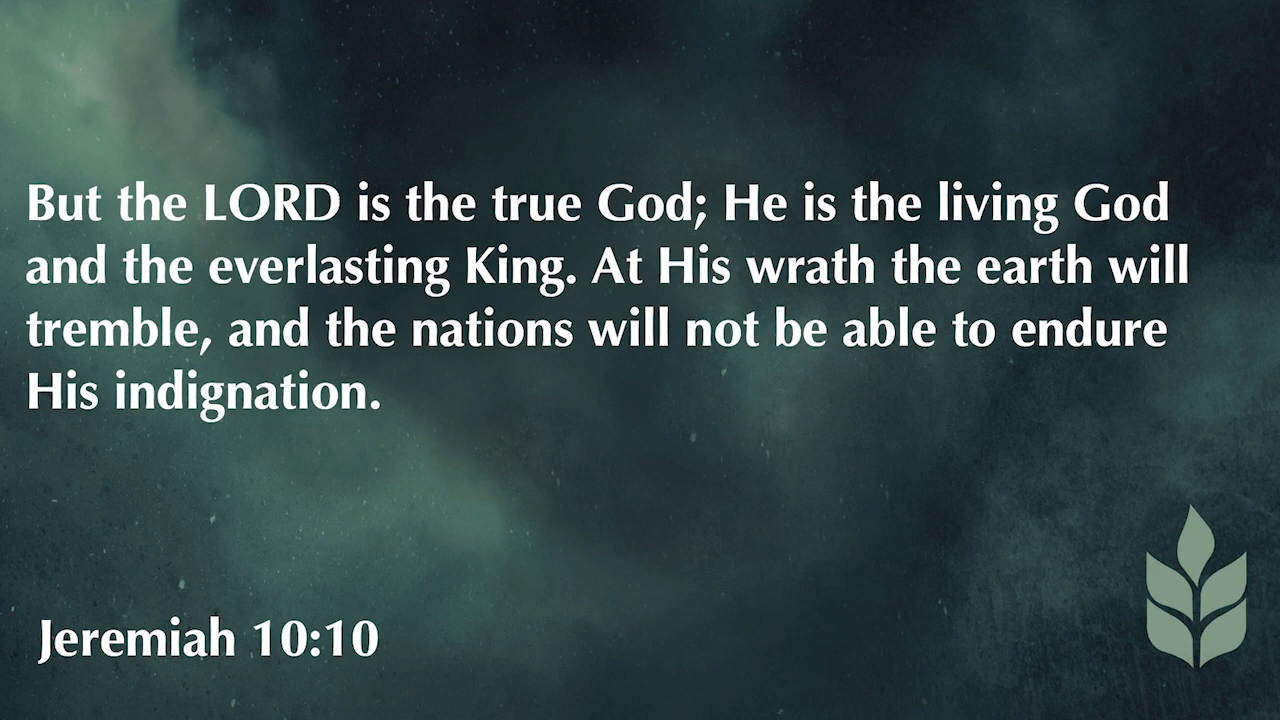 But the LORD is the true God; He is the living God
and the everlasting King. At His wrath the earth will
tremble, and the nations will not be able to endure
His indignation.
Jeremiah 10:10